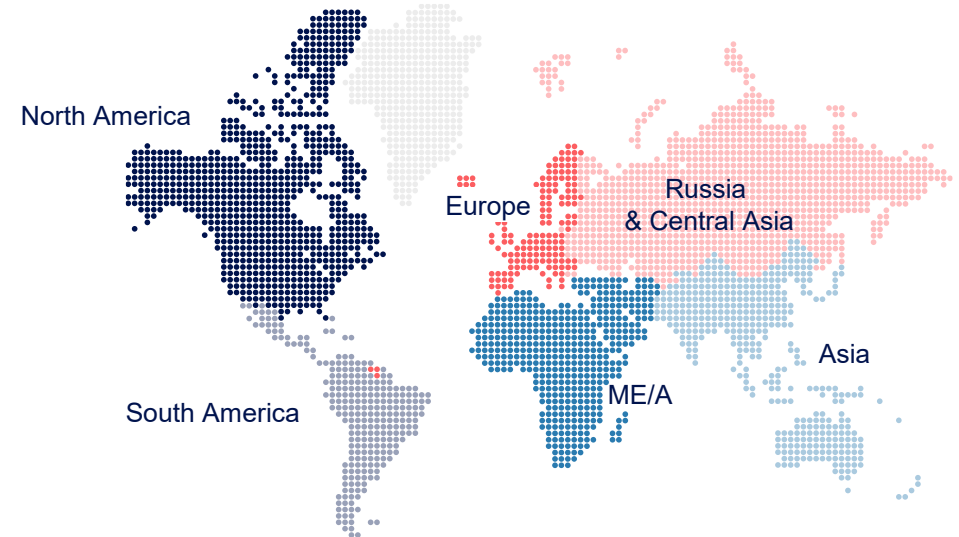 North America
Europe
Russia
& Central Asia
Asia
ME/A
South America